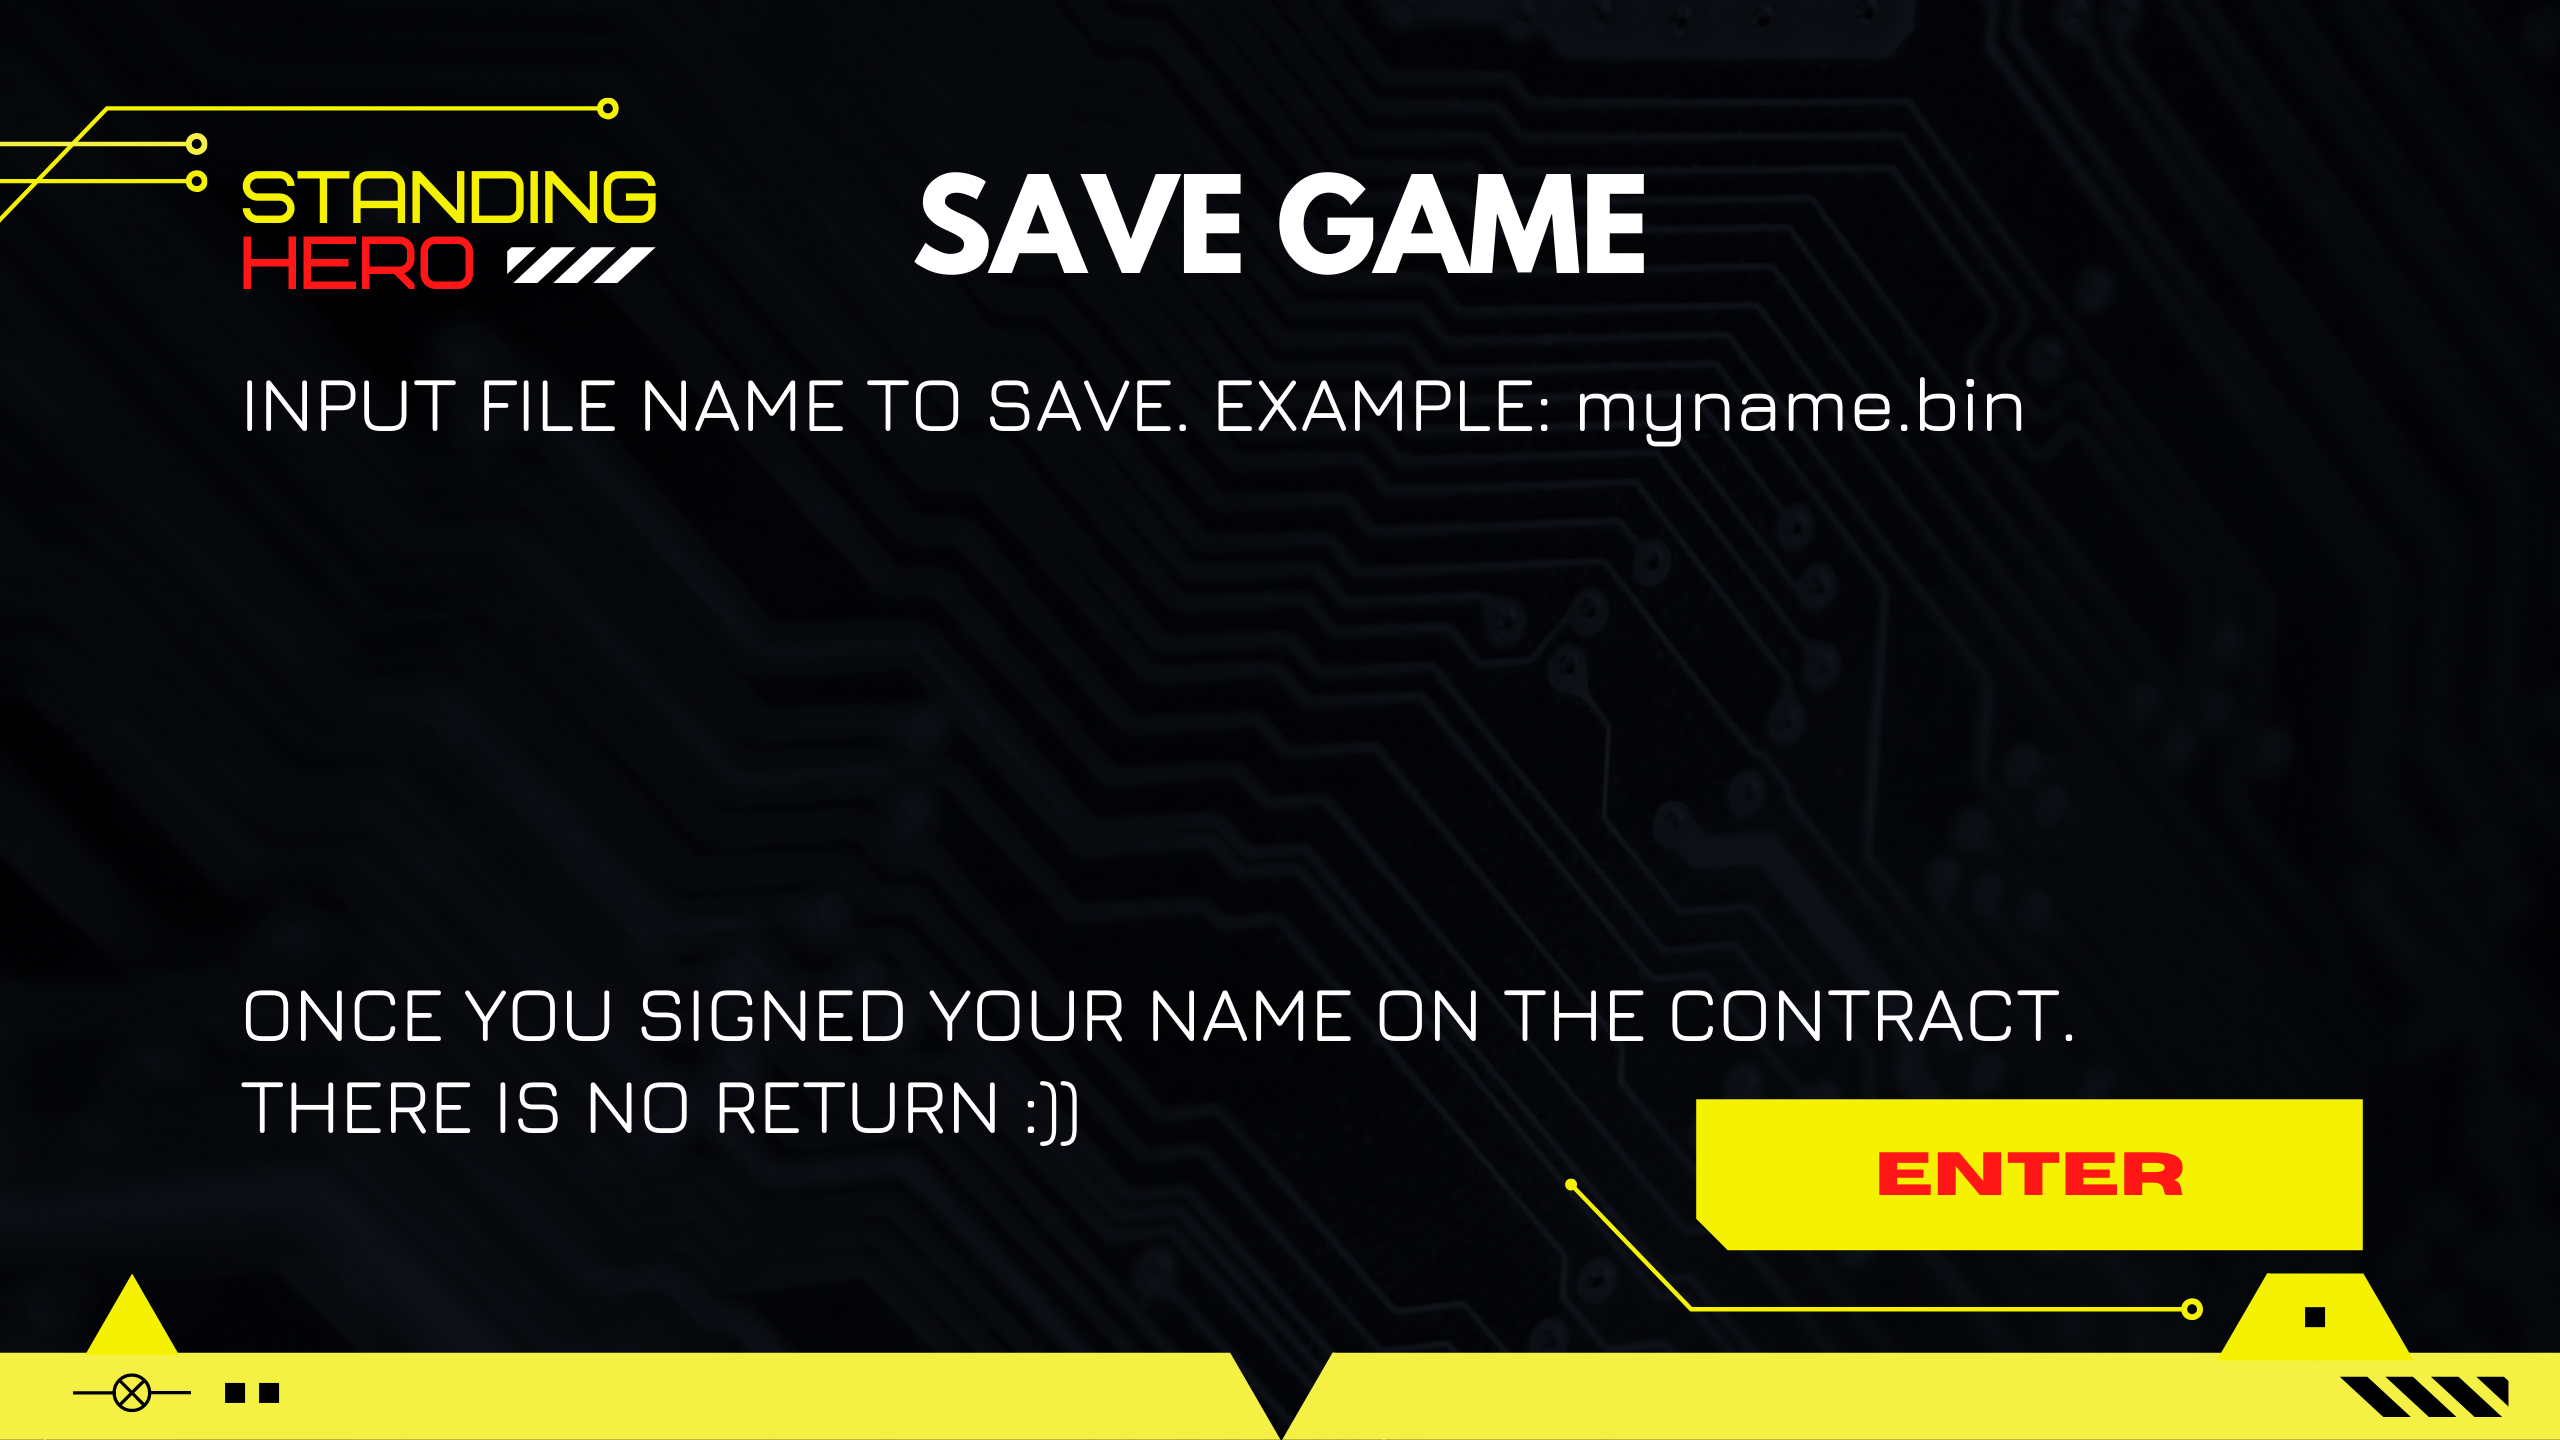 STANDING
HERO
SAVE GAME
INPUT FILE NAME TO SAVE. EXAMPLE: myname.bin
ONCE YOU SIGNED YOUR NAME ON THE CONTRACT.
THERE IS NO RETURN :))
ENTER